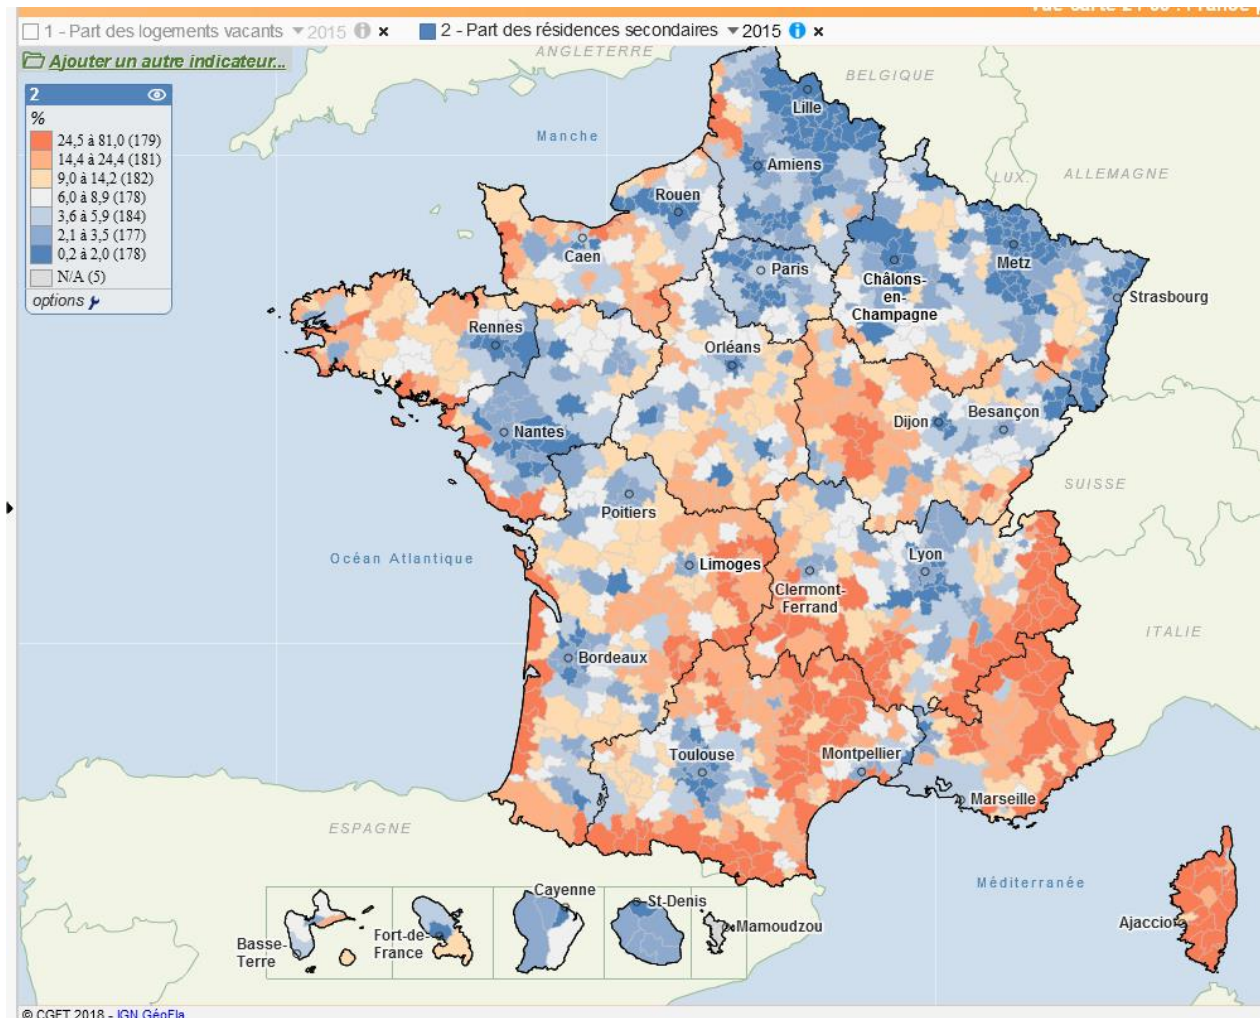 1 - Part des logements vacants 2015
2 - Part des résidences secondaires 2015
Ajouter un autre indicateur...
2
%
24,5 à 81,0 (179)
14,4 à 24,4 (181)
9,0 à 14,2 (182)
6,0 à 8,9 (178)
3,6 à 5,9 (184)
2,1 à 3,5 (177)
0,2 à 2,0 (178)
N/A (5)
options
ANGLETERRE
BELGIQUE
Lille
Manche
Amiens
LUX.
ALLEMAGNE
Rouen
Caen
Paris
Metz
Châlons-
en-
Champagne
Strasbourg
Rennes
Orléans
Nantes
Dijon
Besançon
SUISSE
Poitiers
Océan Atlantique
Limoges
Lyon
Clermont-
Ferrand
ITALIE
Bordeaux
Toulouse
Montpellier
Marseille
ESPAGNE
Méditerranée
Ajaccio
Basse-
Terre
Fort-de-
France
Cayenne
St-Denis
Mamoudzou
© CGET 2018 - IGN GéoFla